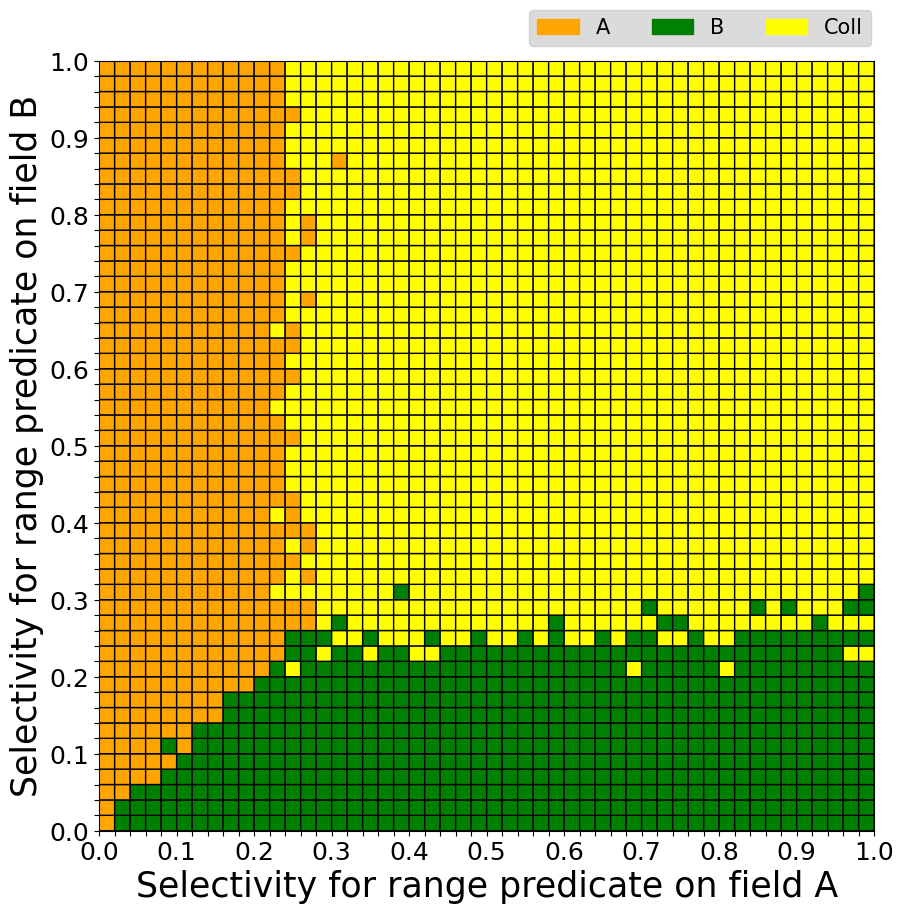 A B Coll
Selectivity for range predicate on field B
1.0
0.9
0.8
0.7
0.6
0.5
0.4
0.3
0.2
0.1
0.0
0.0 0.1 0.2 0.3 0.4 0.5 0.6 0.7 0.8 0.9 1.0
Selectivity for range predicate on field A